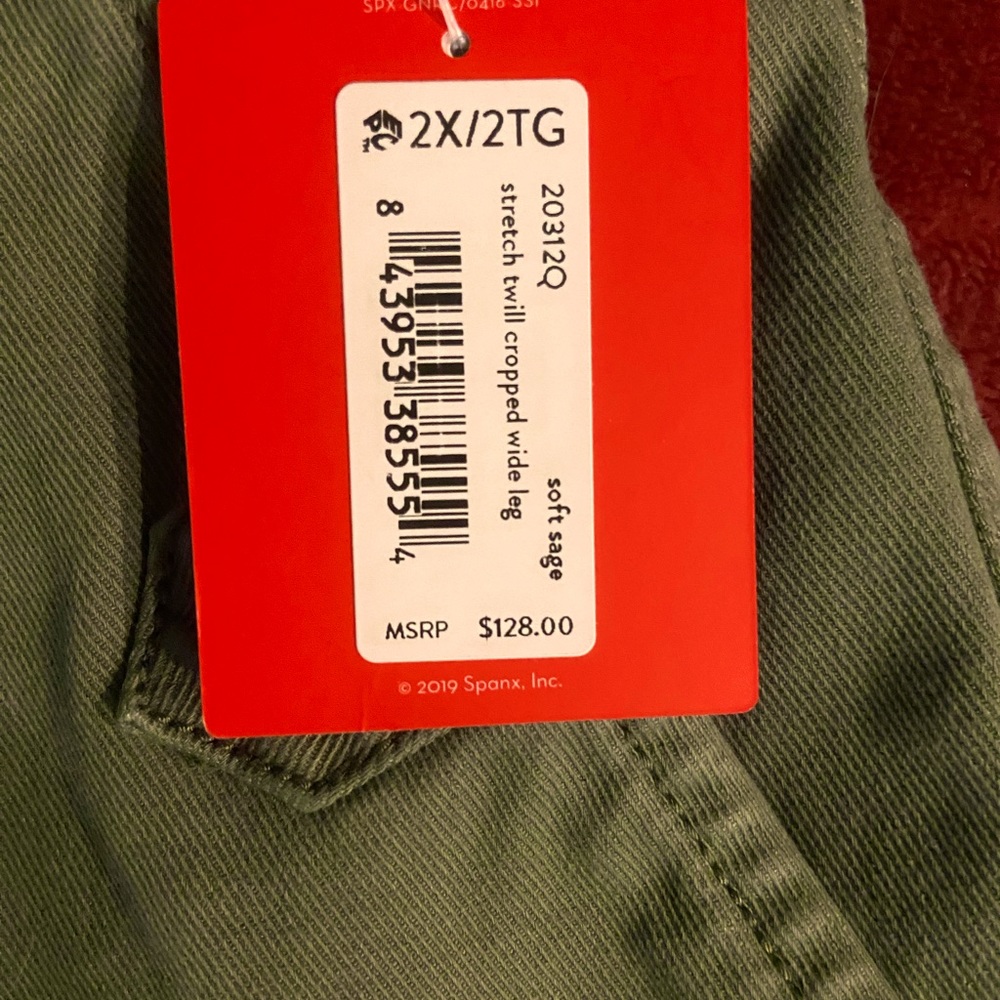 2X/2TG
20312Q
stretch twill cropped wide leg
soft sage
8 43953 38555 4
MSRP $128.00
© 2019 Spanx, Inc.